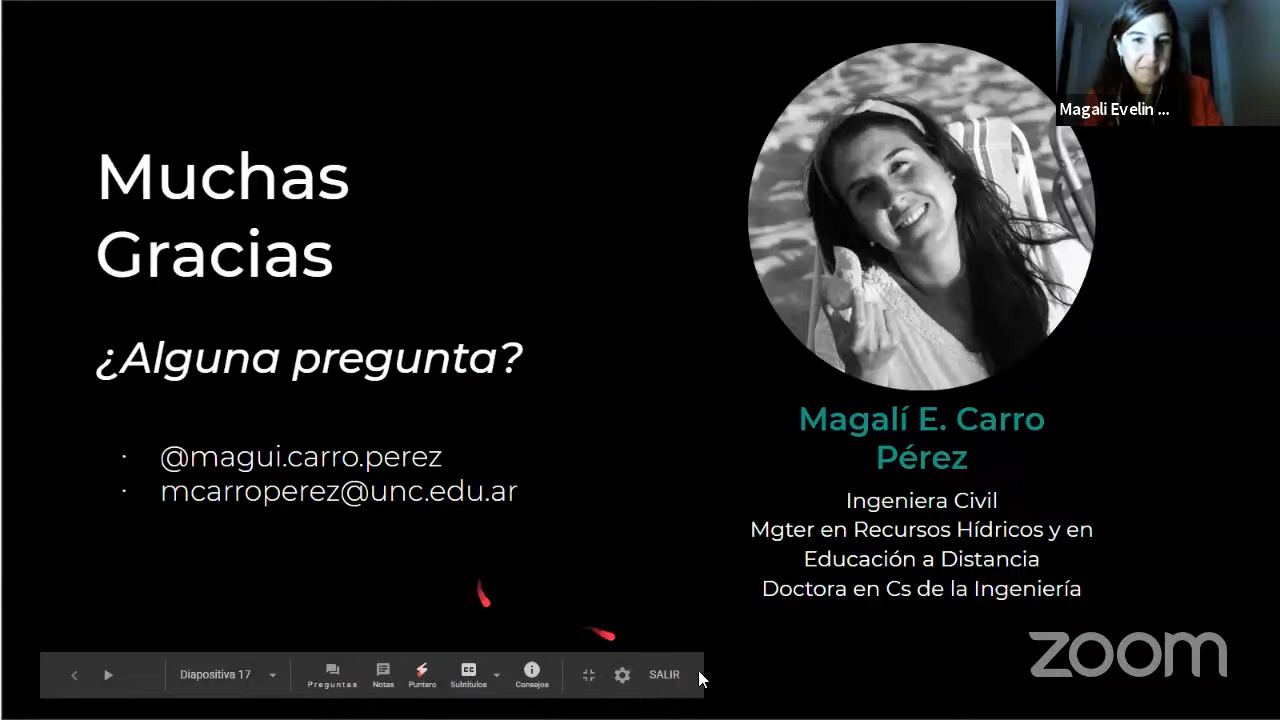 Magali Evelin ...
Muchas
Gracias
¿Alguna pregunta?
· @magui.carro.perez
· mcarroperez@unc.edu.ar
Magalí E. Carro
Pérez
Ingeniera Civil
Mgter en Recursos Hídricos y en
Educación a Distancia
Doctora en Cs de la Ingeniería
zoom
Diapositiva 17
Preguntas
Notas
Puntero
CC
Subtítulos
Consejos
SALIR